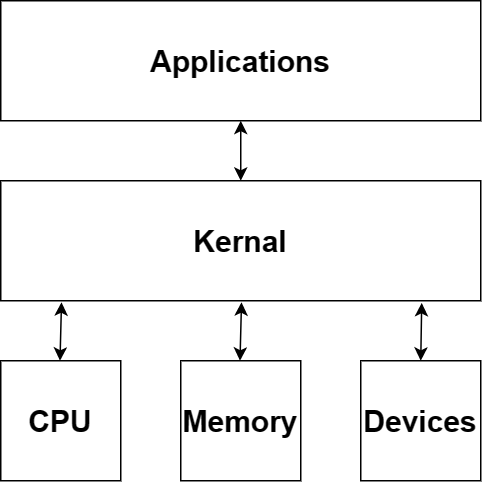 Applications
Kernal
CPU
Memory
Devices